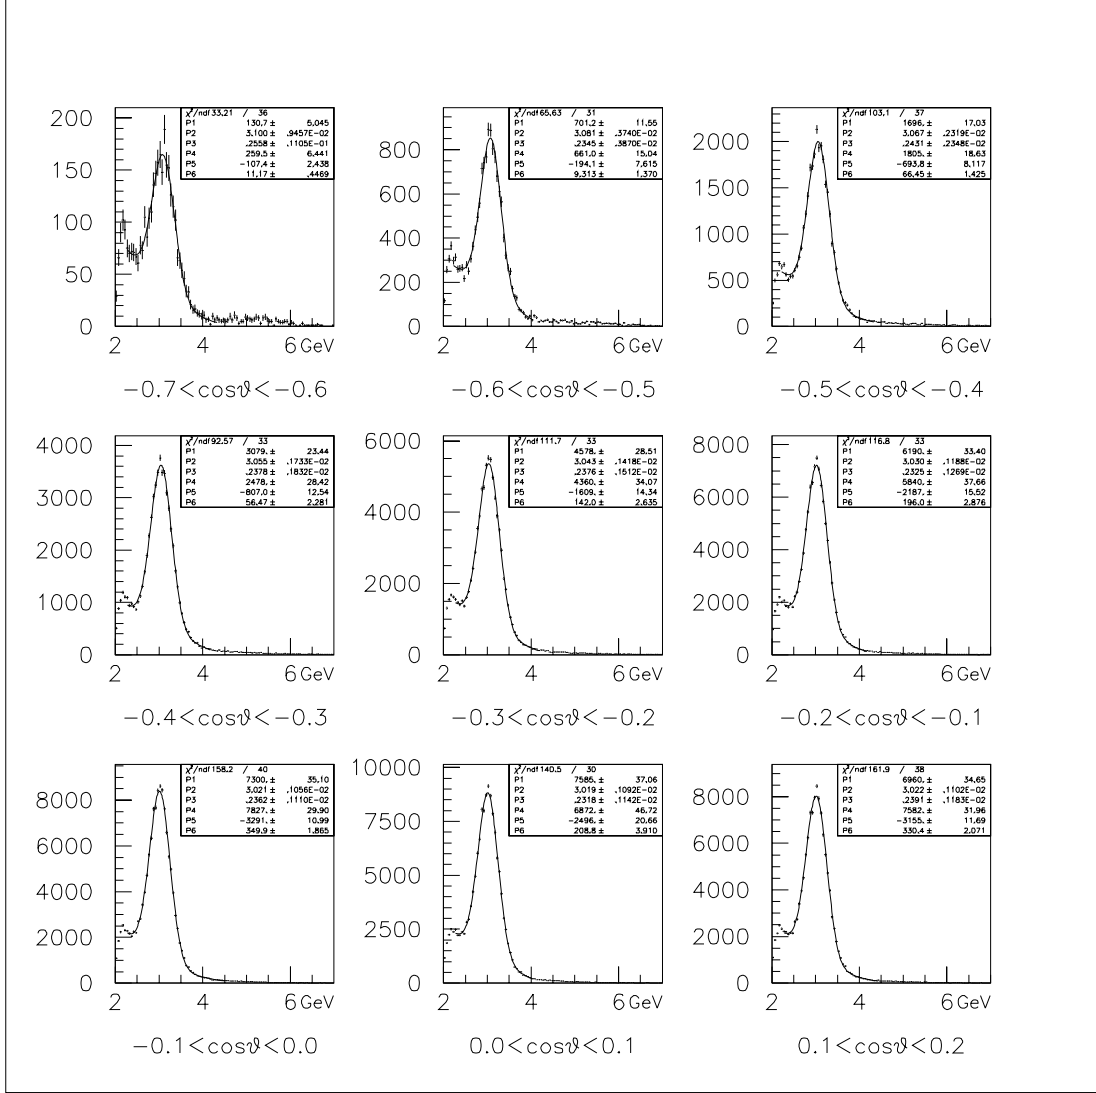 χ²/ndf 33.21 / 36
P1 130.7 ± 5.045
P2 3.100 ± .9457E-02
P3 .2558 ± .1105E-01
P4 259.5 ± 6.441
P5 -107.4 ± 2.438
P6 11.17 ± .4469
200
150
100
50
0
2 4 6 GeV
-0.7<cosϑ<-0.6
χ²/ndf 65.63 / 31
P1 701.2 ± 11.55
P2 3.081 ± .3740E-02
P3 .2345 ± .3870E-02
P4 661.0 ± 15.04
P5 -194.1 ± 7.615
P6 9.313 ± 1.370
800
600
400
200
0
2 4 6 GeV
-0.6<cosϑ<-0.5
χ²/ndf 103.1 / 37
P1 1696. ± 17.03
P2 3.067 ± .2319E-02
P3 .2431 ± .2348E-02
P4 1805. ± 18.63
P5 -693.8 ± 8.117
P6 66.45 ± 1.425
2000
1500
1000
500
0
2 4 6 GeV
-0.5<cosϑ<-0.4
χ²/ndf 92.57 / 33
P1 3079. ± 23.44
P2 3.055 ± .1733E-02
P3 .2378 ± .1832E-02
P4 2478. ± 28.42
P5 -807.0 ± 12.54
P6 56.47 ± 2.281
4000
3000
2000
1000
0
2 4 6 GeV
-0.4<cosϑ<-0.3
χ²/ndf 111.7 / 33
P1 4578. ± 28.51
P2 3.043 ± .1418E-02
P3 .2376 ± .1512E-02
P4 4360. ± 34.07
P5 -1609. ± 14.34
P6 142.0 ± 2.635
6000
4000
2000
0
2 4 6 GeV
-0.3<cosϑ<-0.2
χ²/ndf 116.8 / 33
P1 6190. ± 33.40
P2 3.030 ± .1188E-02
P3 .2325 ± .1269E-02
P4 5840. ± 37.66
P5 -2187. ± 15.52
P6 196.0 ± 2.876
8000
6000
4000
2000
0
2 4 6 GeV
-0.2<cosϑ<-0.1
χ²/ndf 158.2 / 40
P1 7300. ± 35.10
P2 3.021 ± .1056E-02
P3 .2362 ± .1110E-02
P4 7827. ± 29.90
P5 -3291. ± 10.99
P6 349.9 ± 1.865
8000
6000
4000
2000
0
2 4 6 GeV
-0.1<cosϑ<0.0
χ²/ndf 140.5 / 30
P1 7585. ± 37.06
P2 3.019 ± .1092E-02
P3 .2318 ± .1142E-02
P4 6872. ± 46.72
P5 -2496. ± 20.66
P6 208.8 ± 3.910
10000
7500
5000
2500
0
2 4 6 GeV
0.0<cosϑ<0.1
χ²/ndf 161.9 / 38
P1 6960. ± 34.65
P2 3.022 ± .1102E-02
P3 .2391 ± .1183E-02
P4 7582. ± 31.96
P5 -3155. ± 11.69
P6 330.4 ± 2.071
8000
6000
4000
2000
0
2 4 6 GeV
0.1<cosϑ<0.2